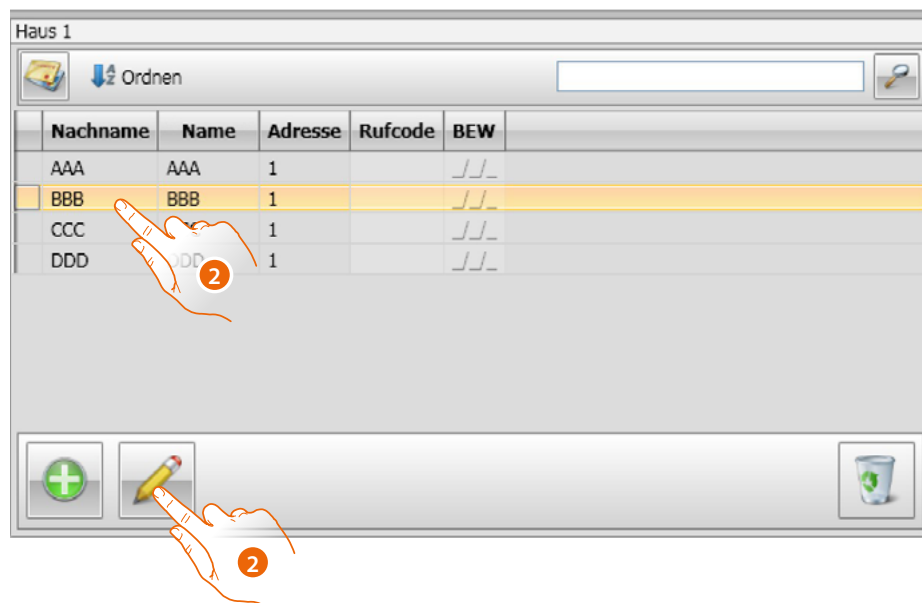 Haus 1
Ordnen
Nachname Name Adresse Rufcode BEW
AAA AAA 1 _/_/_
BBB BBB 1 _/_/_
CCC 1 _/_/_
DDD DDD 1 _/_/_
2
2